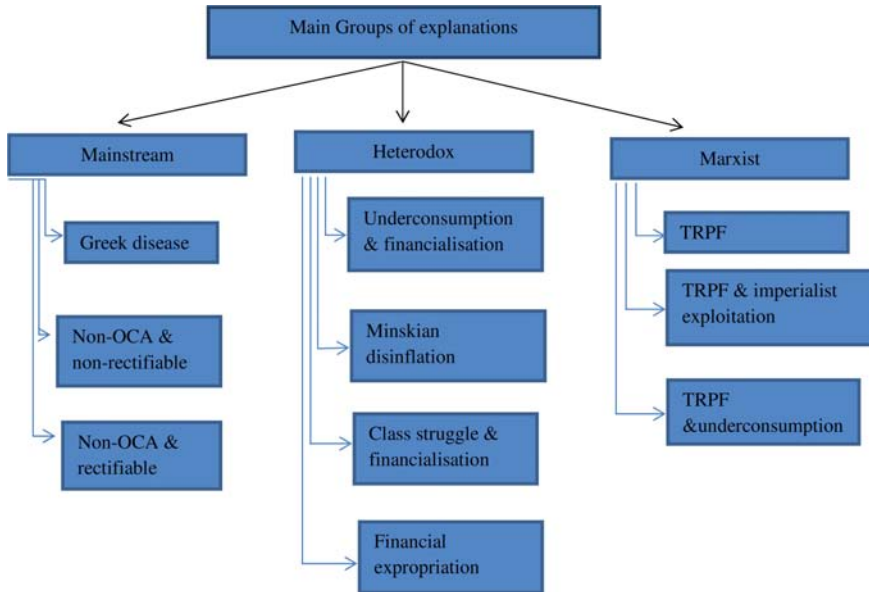 Main Groups of explanations
Mainstream
Greek disease
Non-OCA &
non-rectifiable
Non-OCA &
rectifiable
Heterodox
Underconsumption
& financialisation
Minskian
disinflation
Class struggle &
financialisation
Financial
expropriation
Marxist
TRPF
TRPF & imperialist
exploitation
TRPF
&underconsumption